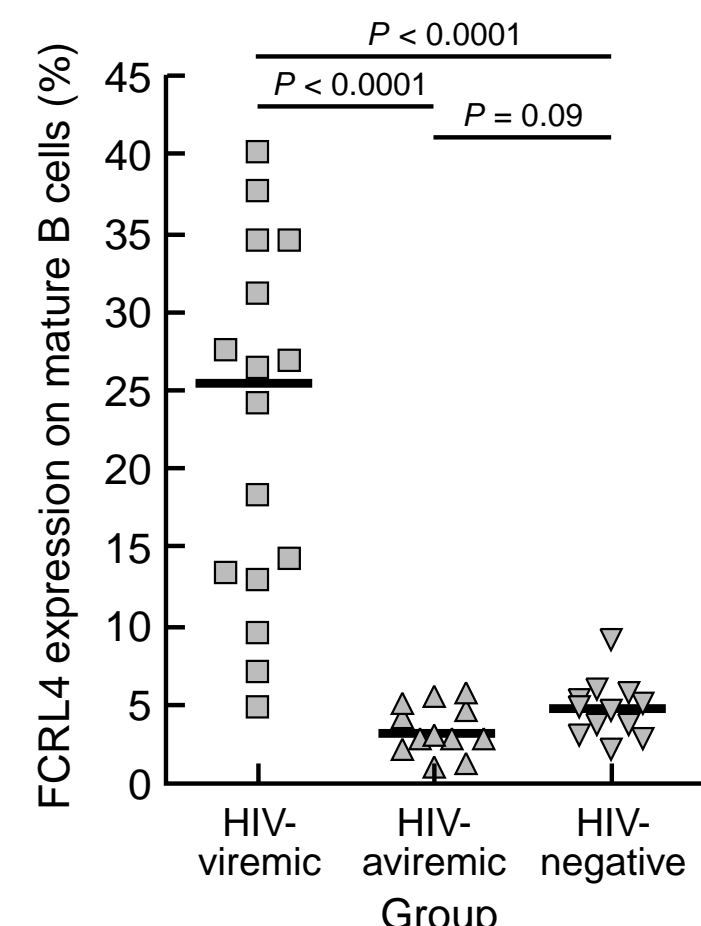 P < 0.0001
P < 0.0001
P = 0.09
FCRL4 expression on mature B cells (%)
45
40
35
30
25
20
15
10
5
0
HIV-
viremic
HIV-
aviremic
HIV-
negative
Group